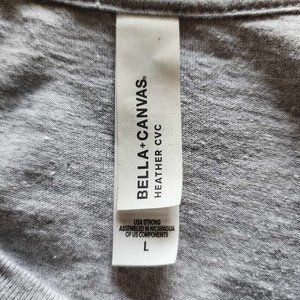 BELLA+CANVAS.
HEATHER CVC
USA STRONG
ASSEMBLED IN NICARAGUA
OF US COMPONENTS
L